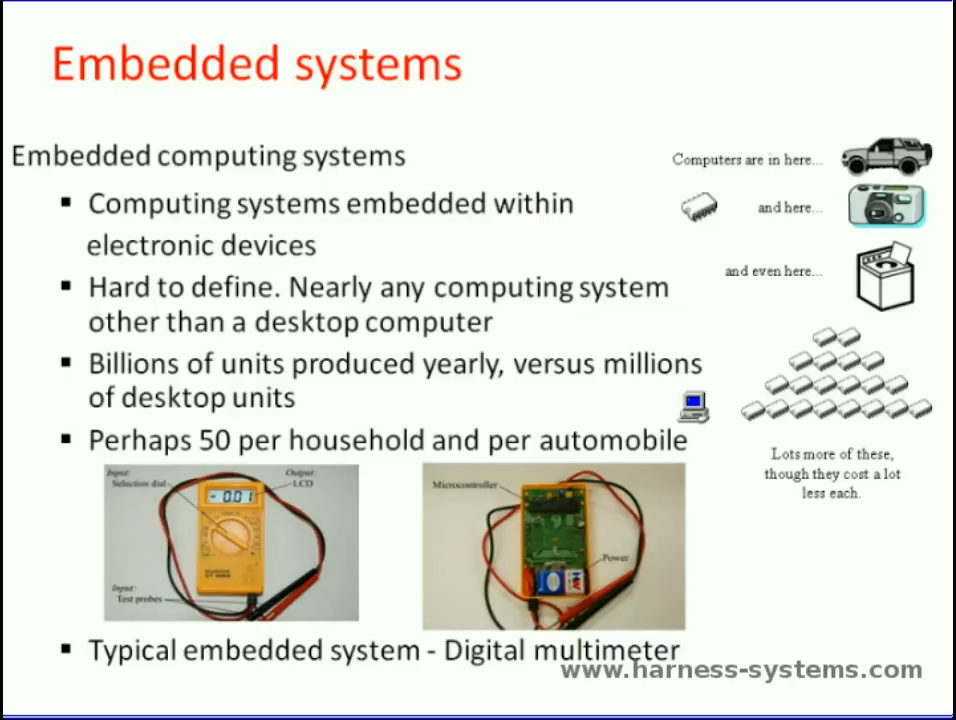 Embedded systems
Embedded computing systems
▪ Computing systems embedded within
electronic devices
▪ Hard to define. Nearly any computing system
other than a desktop computer
▪ Billions of units produced yearly, versus millions
of desktop units
▪ Perhaps 50 per household and per automobile
Computers are in here...
and here...
and even here...
Lots more of these,
though they cost a lot
less each.
Input:
Selection dial
Output:
LCD
- 0.01
Input:
Test probes
Microcontroller
Power
▪ Typical embedded system - Digital multimeter
www.harness-systems.com